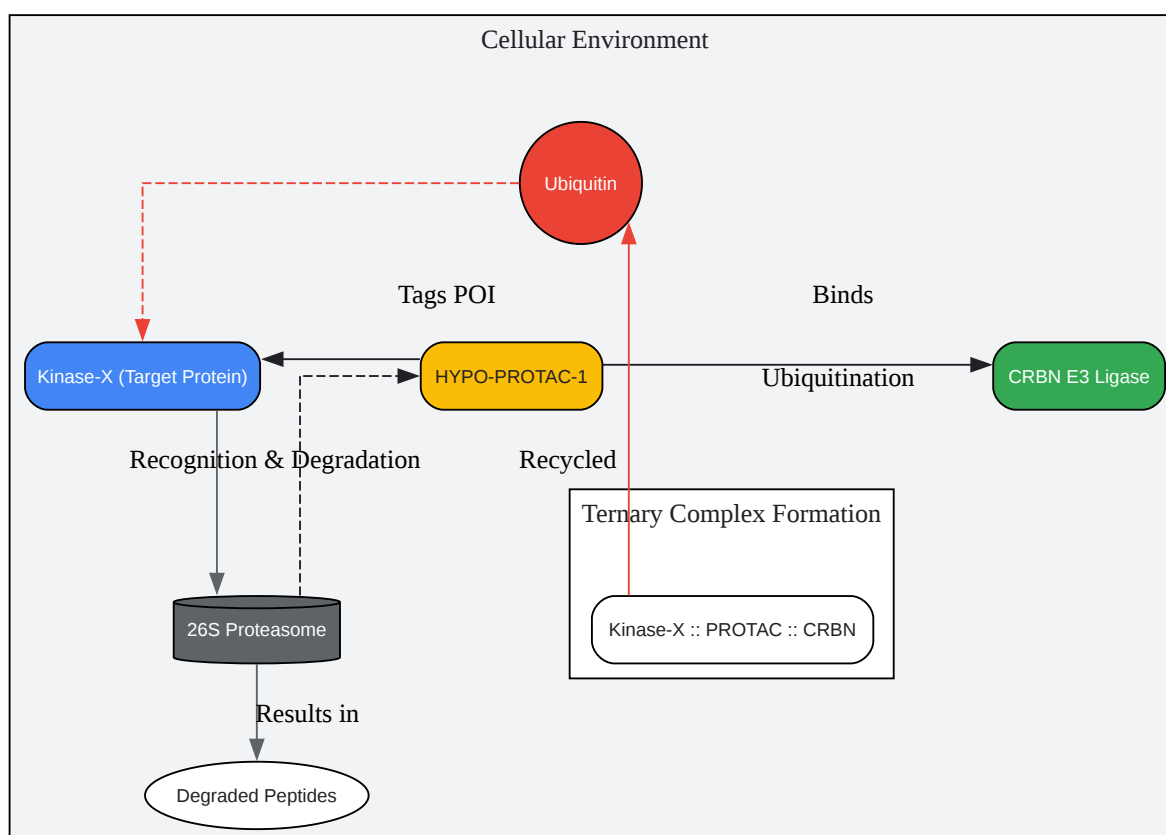 Cellular Environment
Ubiquitin
Tags POI
Binds
Kinase-X (Target Protein)
HYPO-PROTAC-1
Ubiquitination
CRBN E3 Ligase
Recognition & Degradation
Recycled
Ternary Complex Formation
26S Proteasome
Kinase-X :: PROTAC :: CRBN
Results in
Degraded Peptides